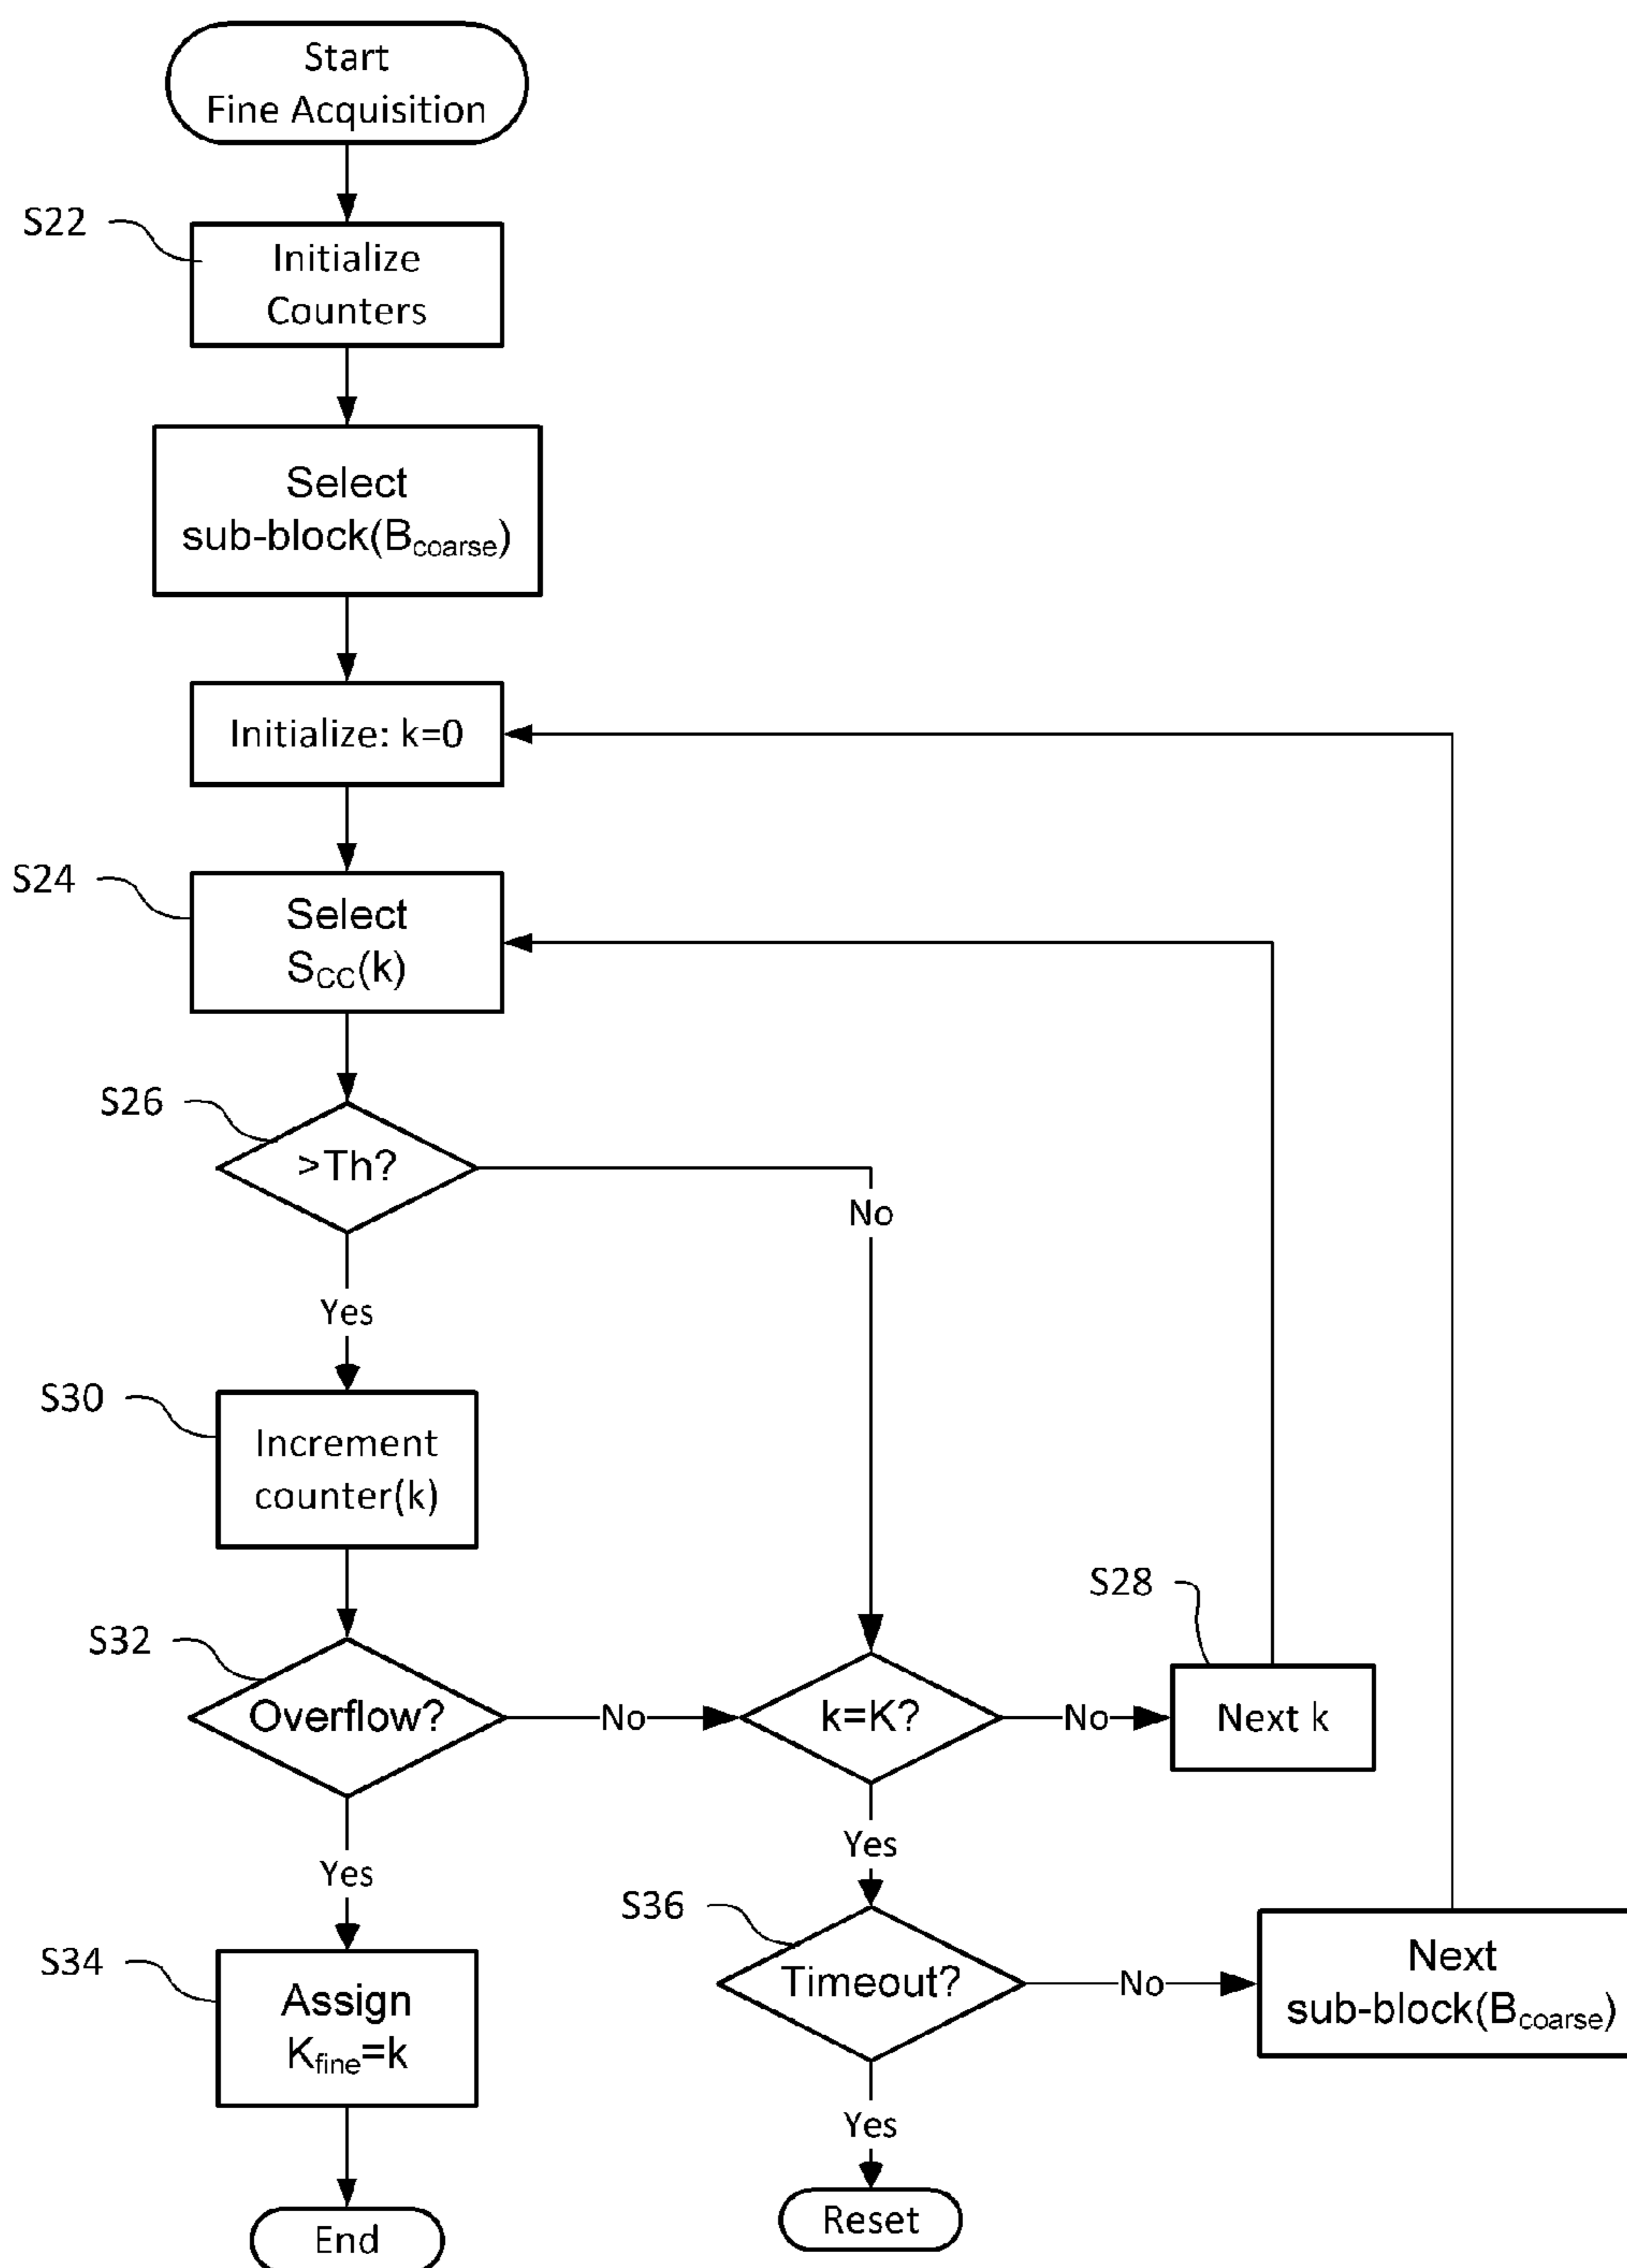 Start
Fine Acquisition
S22
Initialize
Counters
Select
sub-block(Bcoarse)
Initialize: k=0
S24
Select
SCC(k)
S26
>Th?
No
Yes
S30
Increment
counter(k)
S28
S32
Overflow?
No
k=K?
No
Next k
Yes
Yes
S36
S34
Assign
Kfine=k
Timeout?
No
Next
sub-block(Bcoarse)
Yes
Reset
End